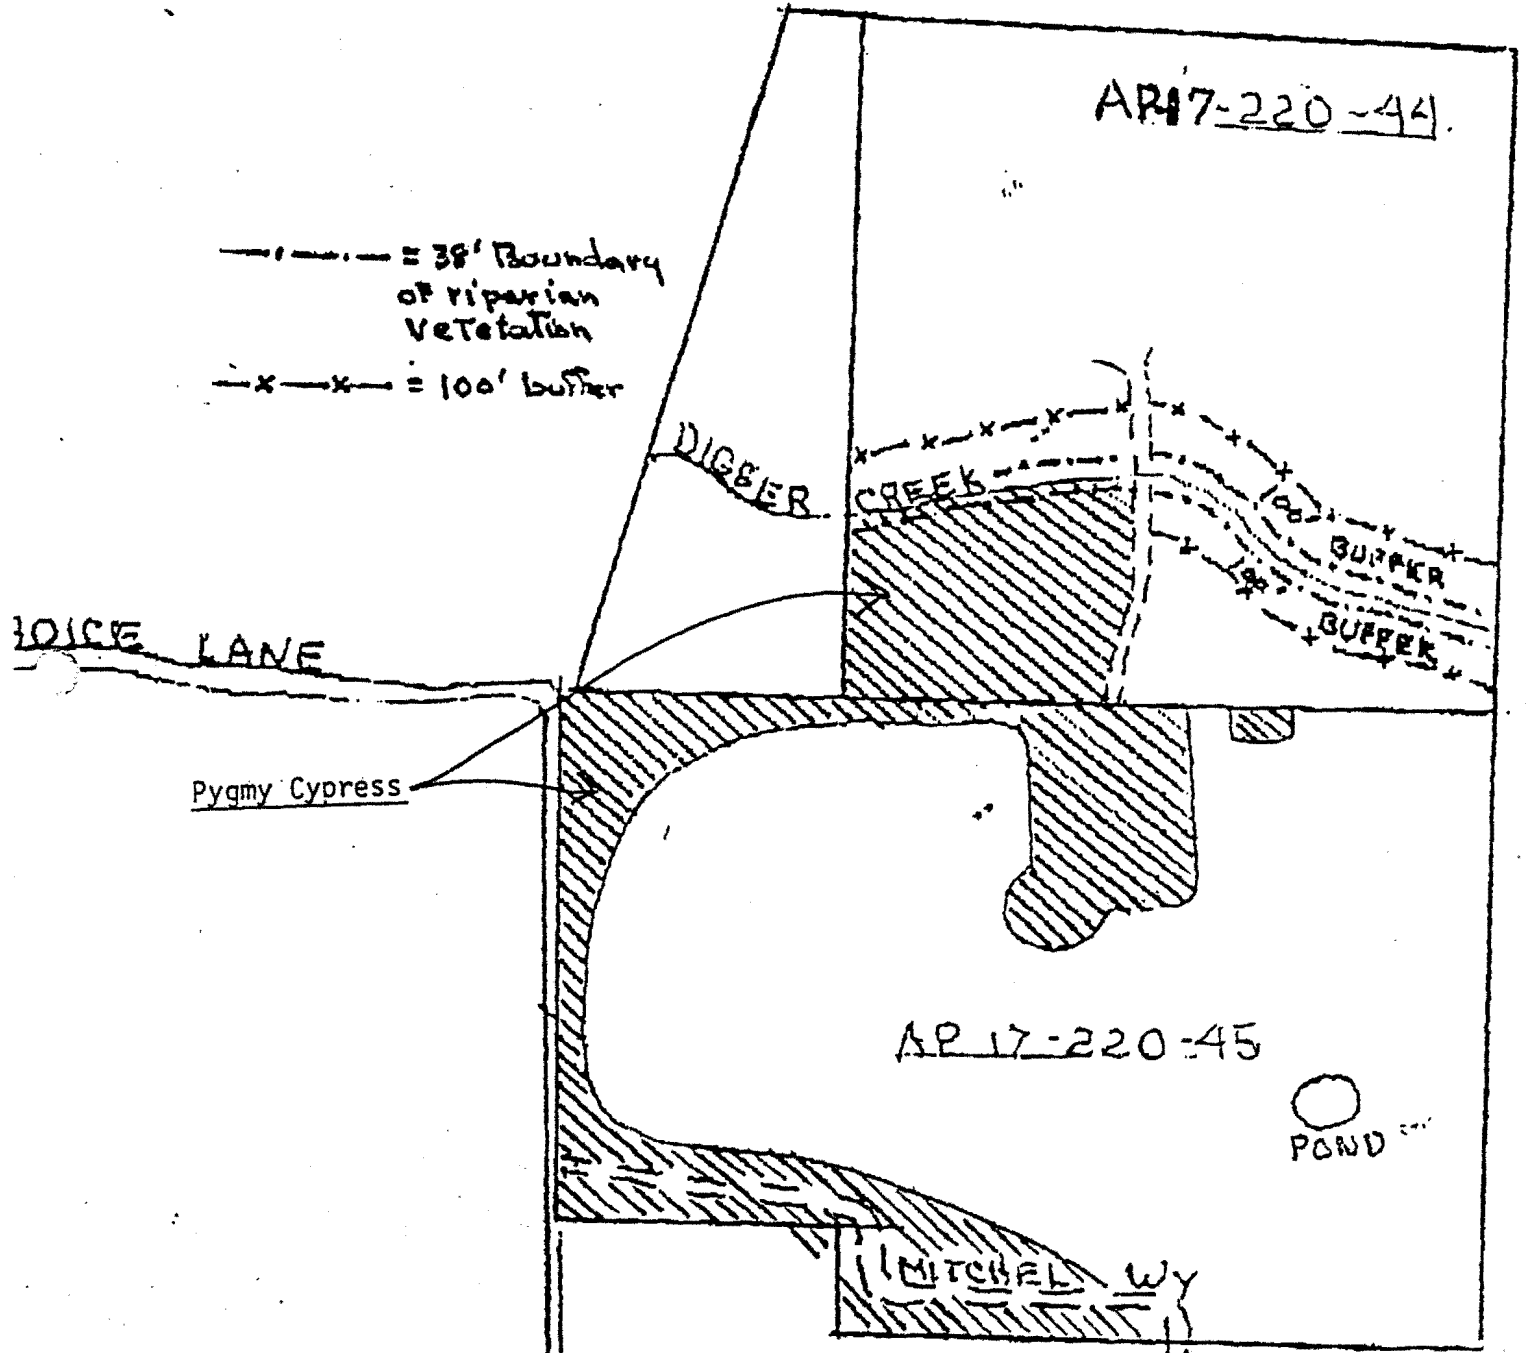 AP17-220-44
= 38' Boundary
of riparian
Vetetation
= 100' buffer
DIGGER CREEK
BUFFER
BUFFER
LANE
Pygmy Cypress
AP 17-220-45
POND
MITCHEL WY